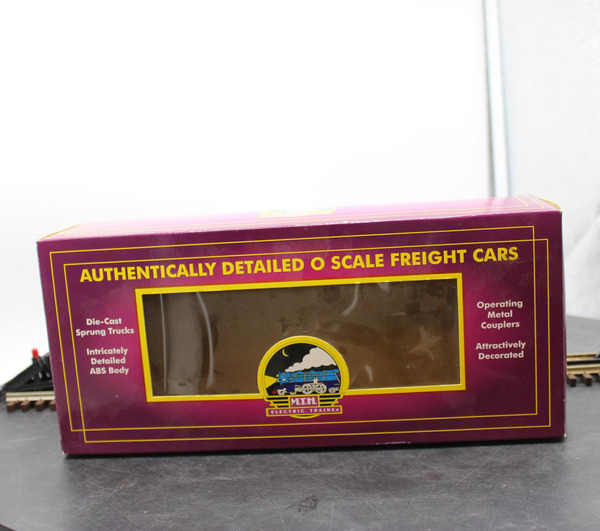 AUTHENTICALLY DETAILED O SCALE FREIGHT CARS
Die-Cast
Sprung Trucks
Intricately
Detailed
ABS Body
Operating
Metal
Couplers
Attractively
Decorated
M.T.H.
ELECTRIC TRAINS